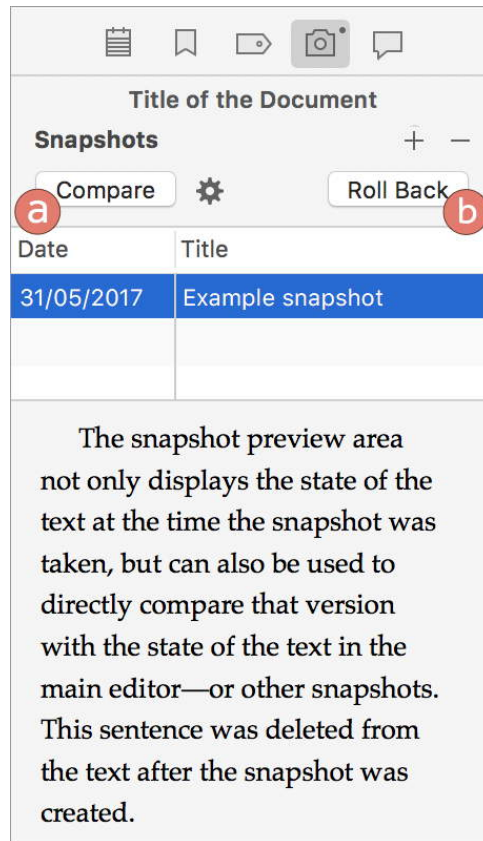 Title of the Document
Snapshots + −
a Compare Roll Back b
Date Title
31/05/2017 Example snapshot
The snapshot preview area
not only displays the state of the
text at the time the snapshot was
taken, but can also be used to
directly compare that version
with the state of the text in the
main editor—or other snapshots.
This sentence was deleted from
the text after the snapshot was
created.